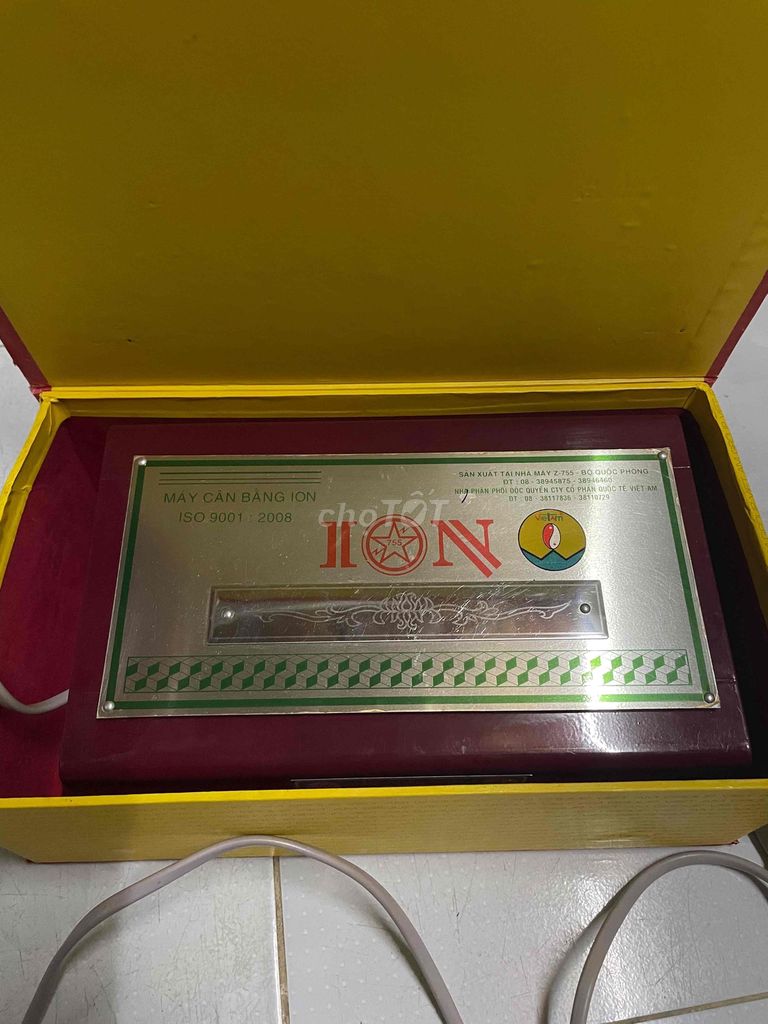 MÁY CÂN BẰNG ION
ISO 9001 : 2008
SẢN XUẤT TẠI NHÀ MÁY Z-755 - BỘ QUỐC PHÒNG
ĐT : 08 - 38945875 - 38946460
NHÀ PHÂN PHỐI ĐỘC QUYỀN CTY CỔ PHẦN QUỐC TẾ VIỆT AM
ĐT : 08 - 38117836 - 38110729
ION
755
VIETAM
choTỐT